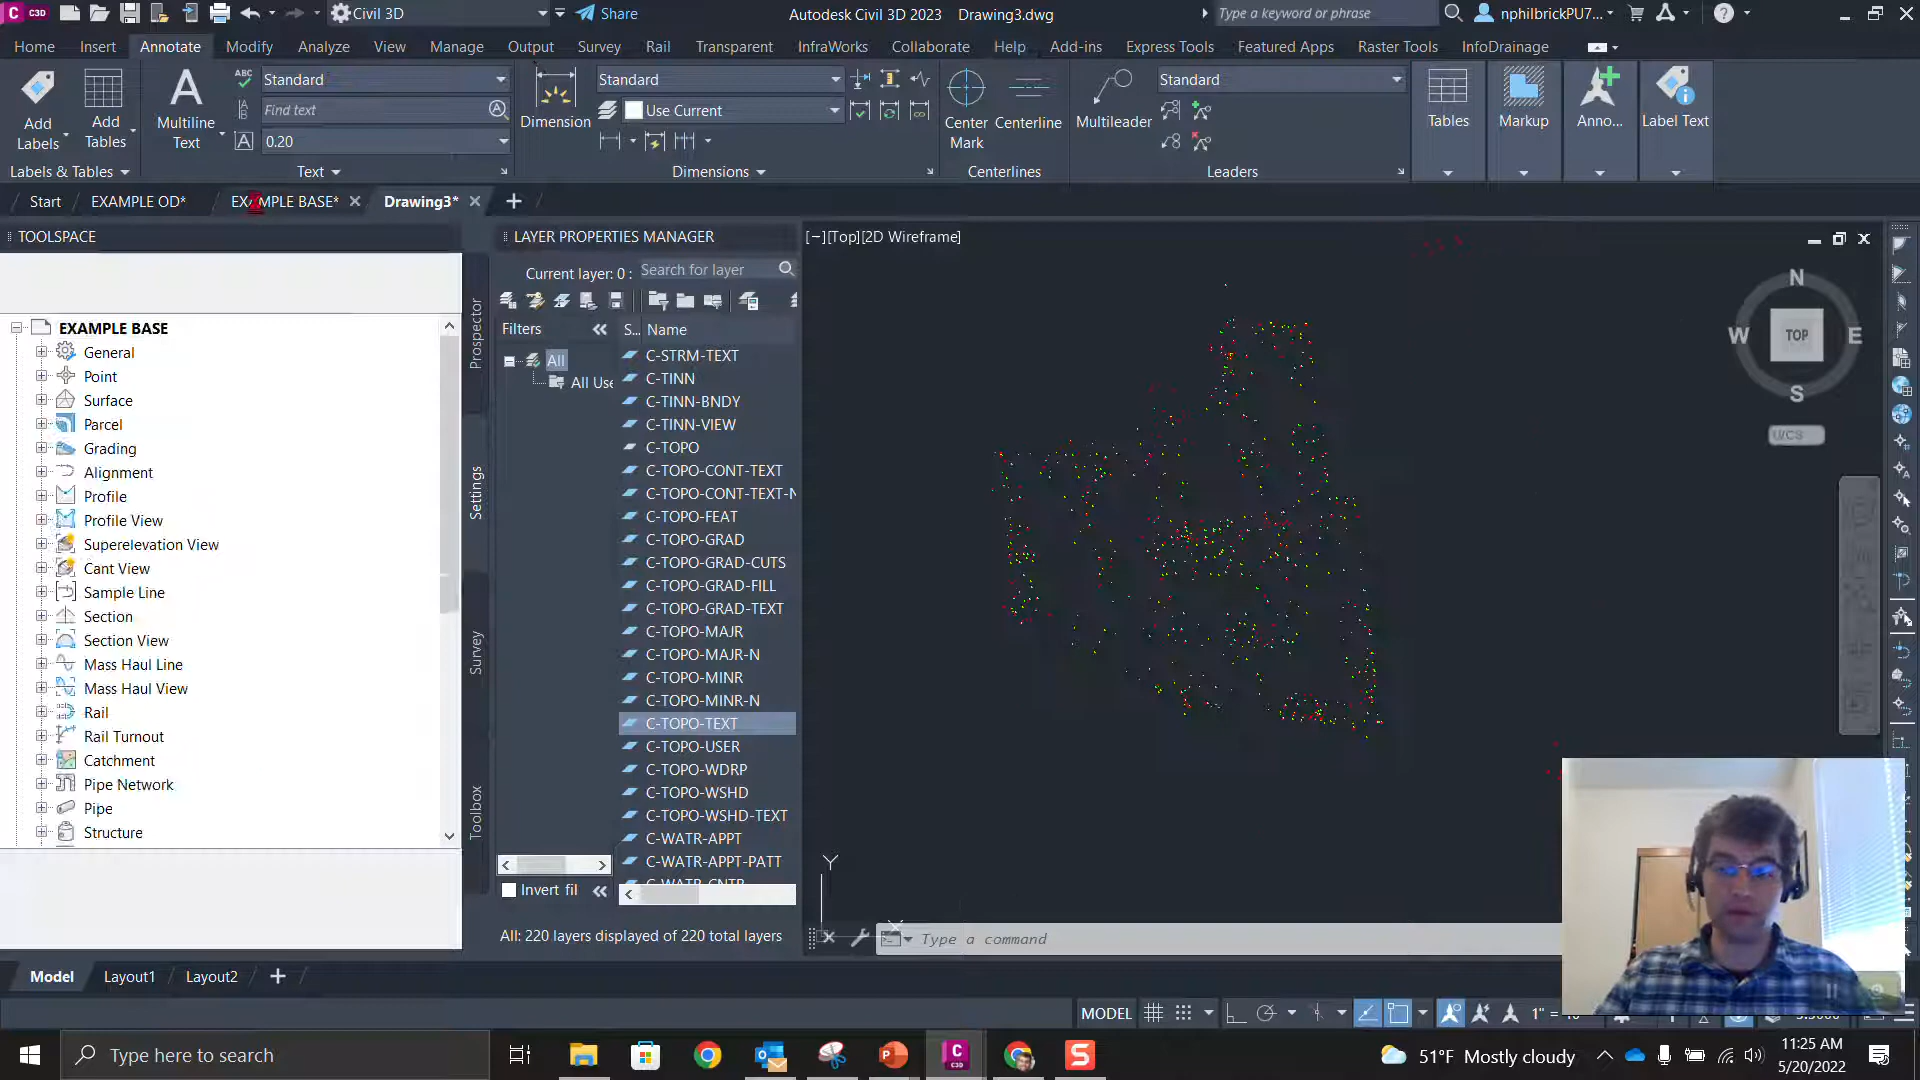 C3D
Civil 3D
Share
Autodesk Civil 3D 2023 Drawing3.dwg
Type a keyword or phrase
nphilbrickPU7...
Home Insert Annotate Modify Analyze View Manage Output Survey Rail Transparent InfraWorks Collaborate Help Add-ins Express Tools Featured Apps Raster Tools InfoDrainage
Add Labels
Add Tables
Multiline Text
ABC
Standard
Find text
0.20
Dimension
Standard
Use Current
Center Mark
Centerline
Multileader
Standard
Tables
Markup
Anno...
Label Text
Labels & Tables
Text
Dimensions
Centerlines
Leaders
Start EXAMPLE OD* EXAMPLE BASE* Drawing3*
TOOLSPACE
EXAMPLE BASE
General
Point
Surface
Parcel
Grading
Alignment
Profile
Profile View
Superelevation View
Cant View
Sample Line
Section
Section View
Mass Haul Line
Mass Haul View
Rail
Rail Turnout
Catchment
Pipe Network
Pipe
Structure
Prospector
Settings
Survey
Toolbox
LAYER PROPERTIES MANAGER
Current layer: 0 :
Search for layer
Filters
All
All Use
S.. Name
C-STRM-TEXT
C-TINN
C-TINN-BNDY
C-TINN-VIEW
C-TOPO
C-TOPO-CONT-TEXT
C-TOPO-CONT-TEXT-N
C-TOPO-FEAT
C-TOPO-GRAD
C-TOPO-GRAD-CUTS
C-TOPO-GRAD-FILL
C-TOPO-GRAD-TEXT
C-TOPO-MAJR
C-TOPO-MAJR-N
C-TOPO-MINR
C-TOPO-MINR-N
C-TOPO-TEXT
C-TOPO-USER
C-TOPO-WDRP
C-TOPO-WSHD
C-TOPO-WSHD-TEXT
C-WATR-APPT
C-WATR-APPT-PATT
C-WATR-CNTR
Invert fil
All: 220 layers displayed of 220 total layers
[−][Top][2D Wireframe]
N
W TOP E
S
UCS
Y
X
Type a command
Model Layout1 Layout2
MODEL
Type here to search
51°F Mostly cloudy
11:25 AM
5/20/2022